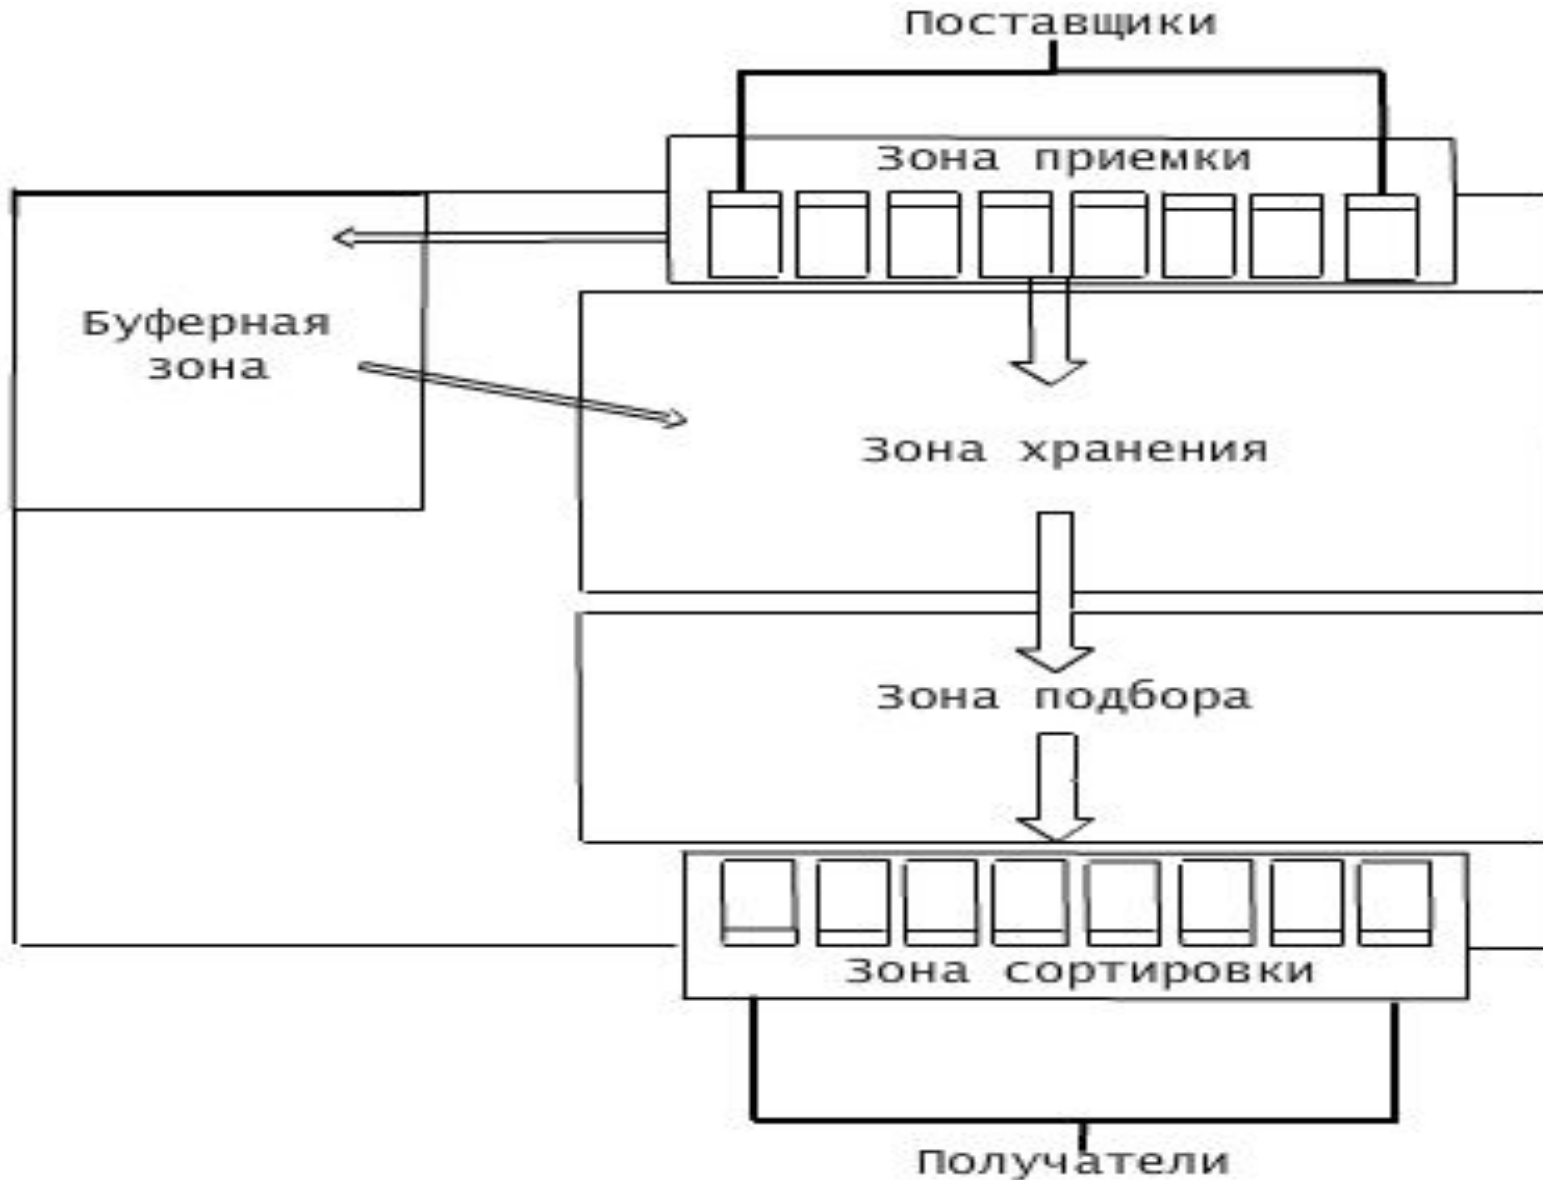 Поставщики
Зона приемки
Буферная
зона
Зона хранения
Зона подбора
Зона сортировки
Получатели